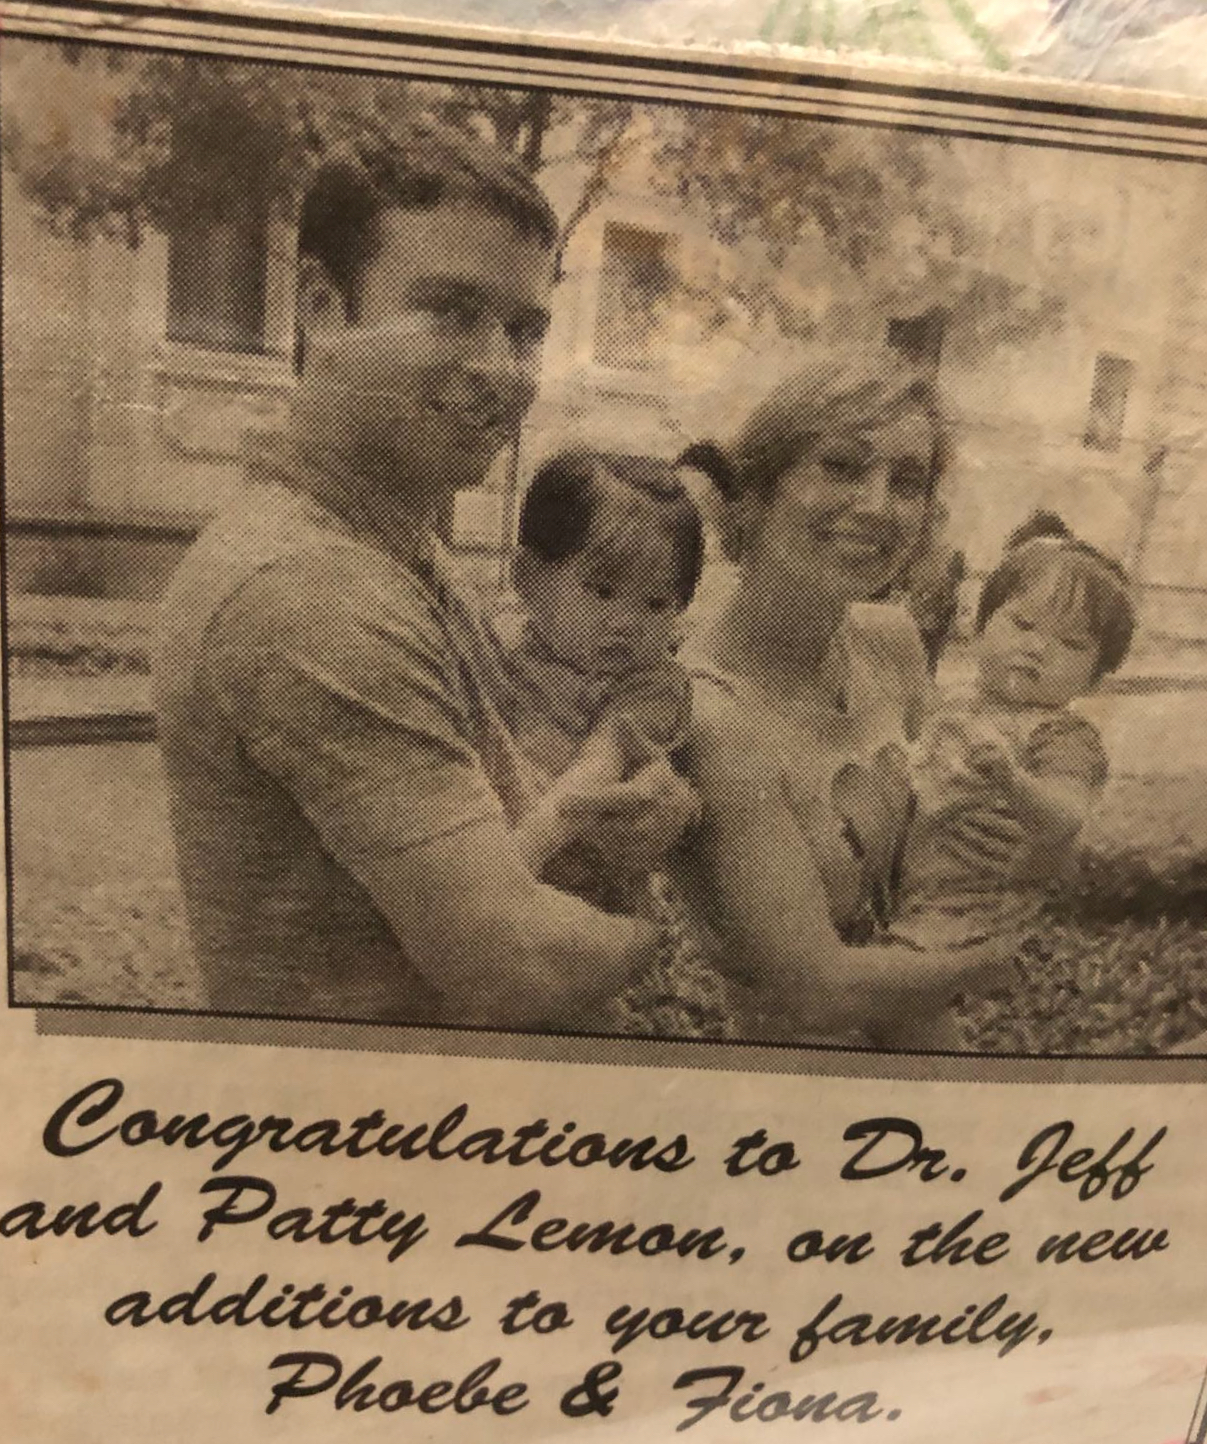 Congratulations to Dr. Jeff
and Patty Lemon, on the new
additions to your family,
Phoebe & Fiona.